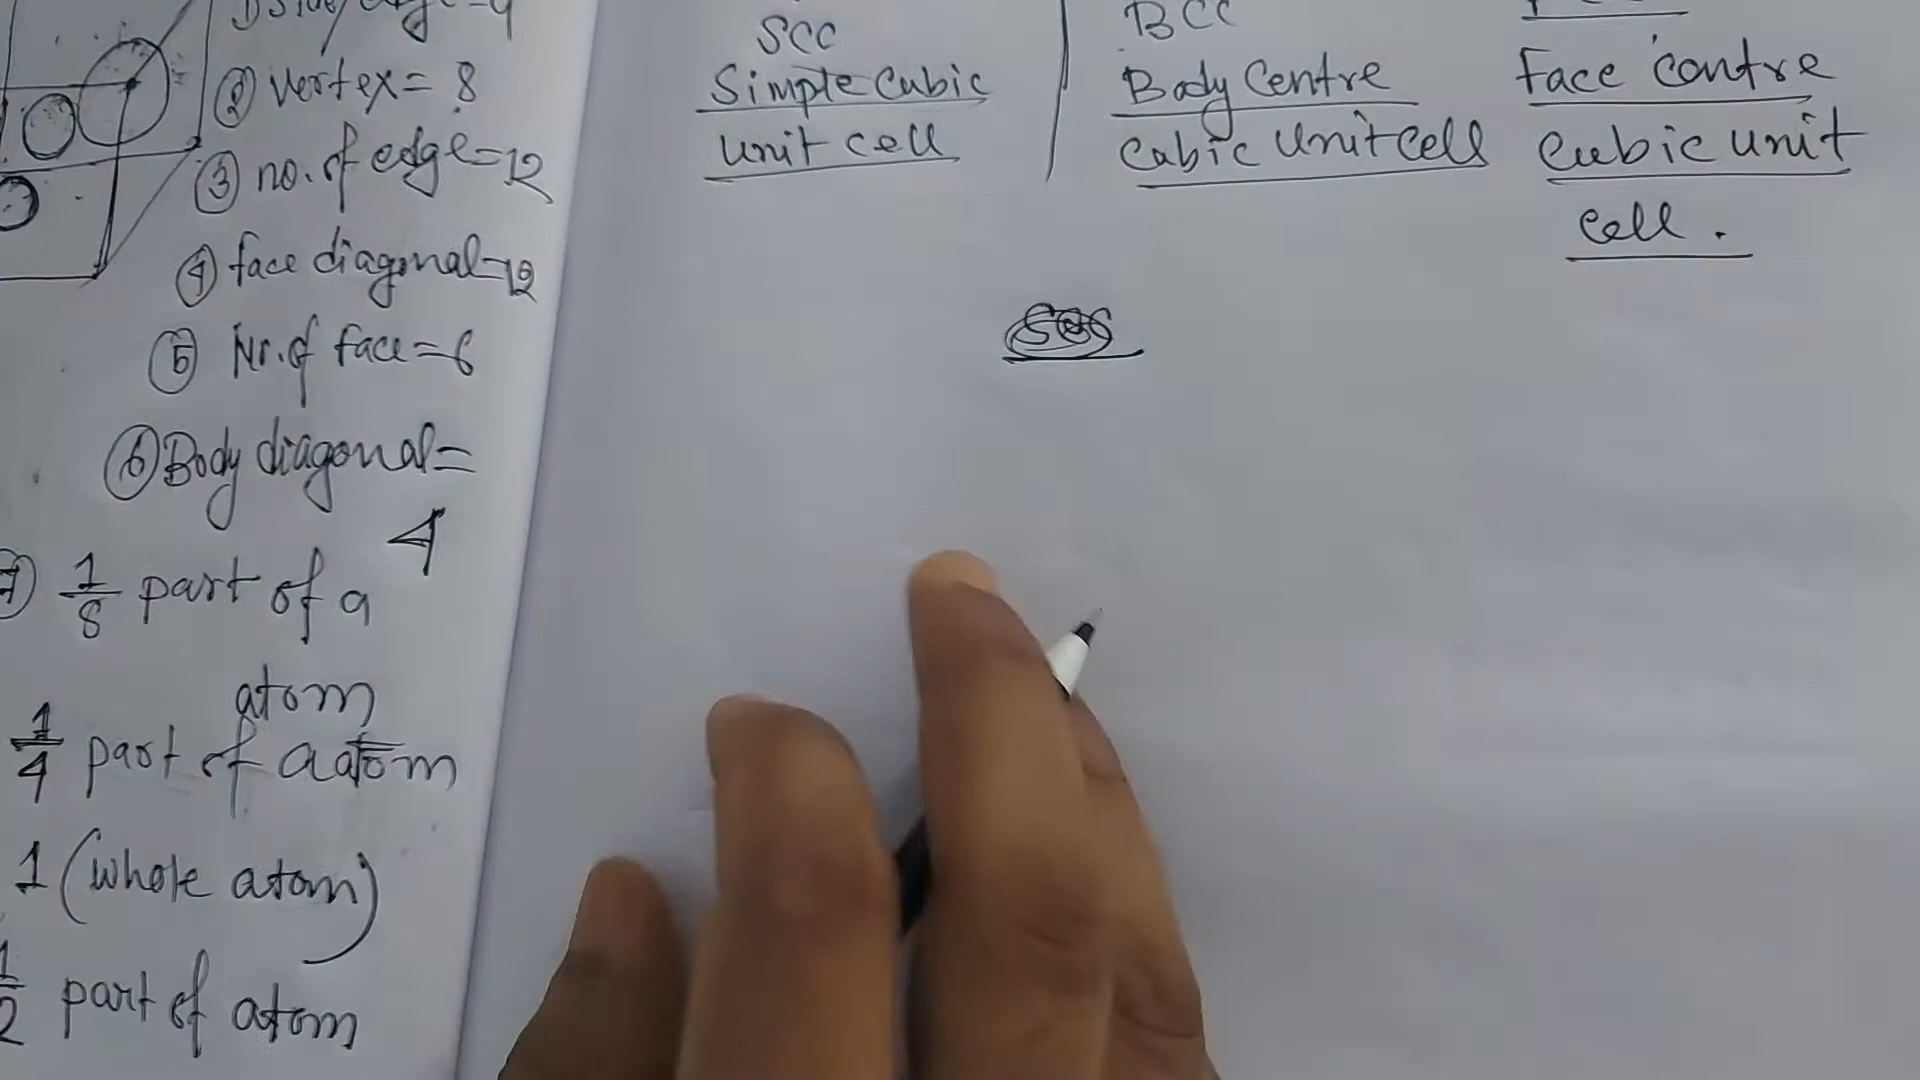 ② vertex = 8
③ no. of edge = 12
④ face diagonal = 12
⑤ Nr. of face = 6
⑥ Body diagonal =
4
⑦ 1/8 part of a
atom
1/4 part of a atom
1 (whole atom)
1/2 part of atom
SCC
Simple Cubic
Unit cell
BCC
Body Centre
Cubic Unit Cell
Face Centre
Cubic unit
Cell.